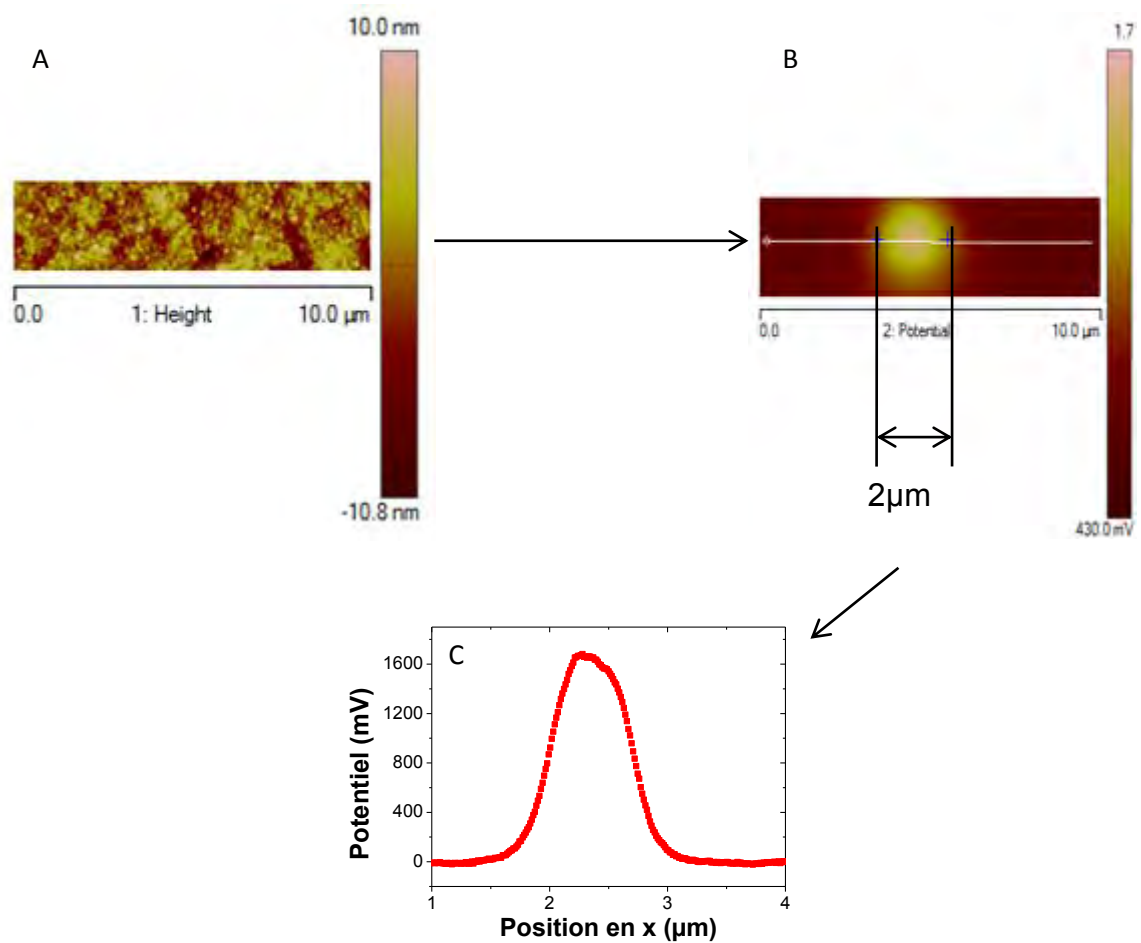 A
10.0 nm
-10.8 nm
0.0
1: Height
10.0 µm
B
1.7
430.0 mV
0.0
2: Potential
10.0 µm
2µm
C
Potentiel (mV)
1600
1200
800
400
0
1
2
3
4
Position en x (µm)